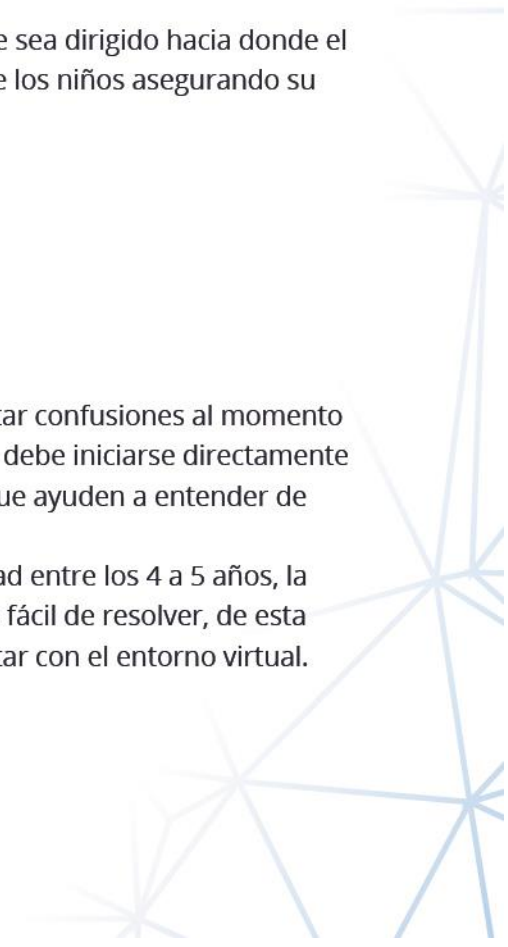 e sea dirigido hacia donde el
e los niños asegurando su
tar confusiones al momento
debe iniciarse directamente
ue ayuden a entender de
ad entre los 4 a 5 años, la
fácil de resolver, de esta
tar con el entorno virtual.